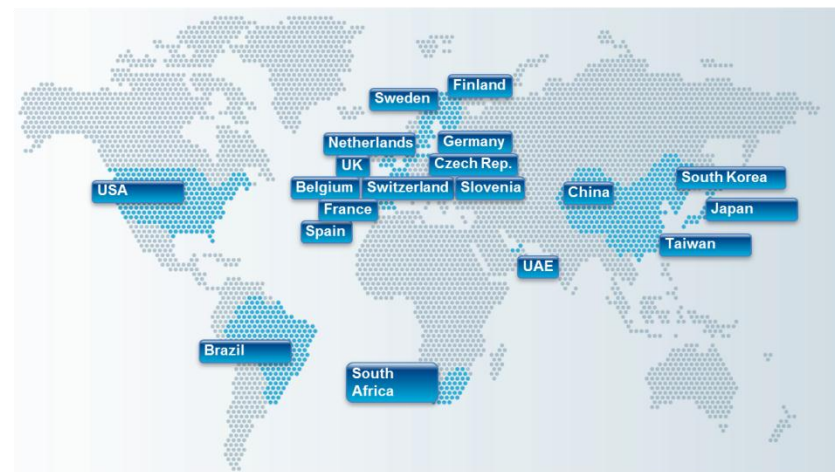 Finland
Sweden
Netherlands
Germany
UK
Czech Rep.
USA
Belgium
Switzerland
Slovenia
China
South Korea
France
Japan
Spain
Taiwan
UAE
Brazil
South
Africa